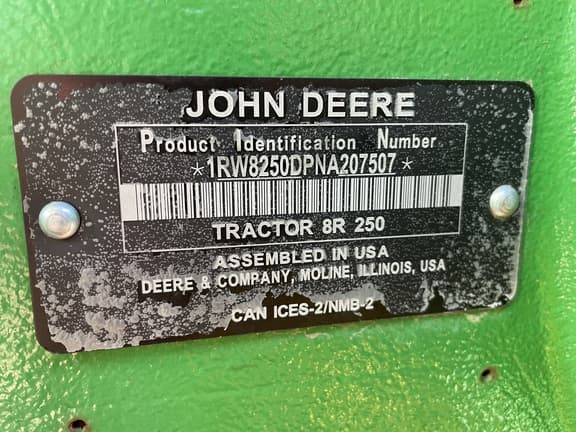 JOHN DEERE
Product Identification Number
*1RW8250DPNA207507*
TRACTOR 8R 250
ASSEMBLED IN USA
DEERE & COMPANY, MOLINE, ILLINOIS, USA
CAN ICES-2/NMB-2